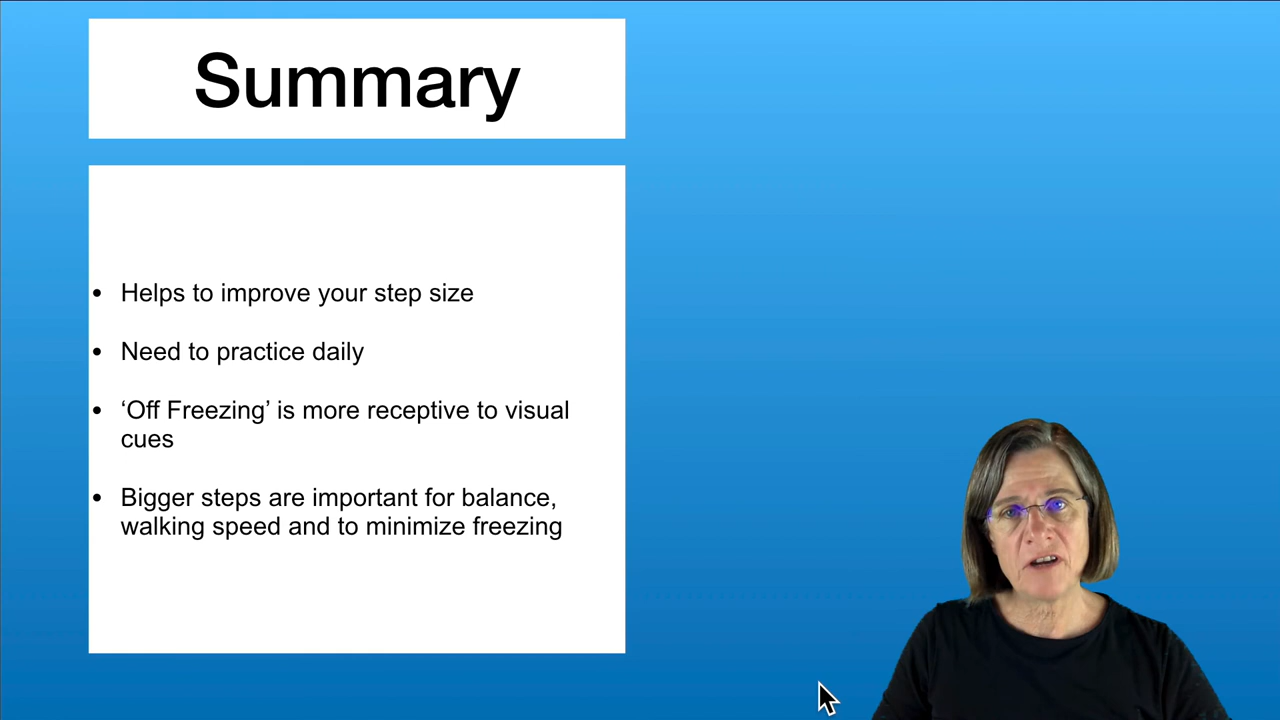 Summary
• Helps to improve your step size
• Need to practice daily
• ‘Off Freezing’ is more receptive to visual
cues
• Bigger steps are important for balance,
walking speed and to minimize freezing